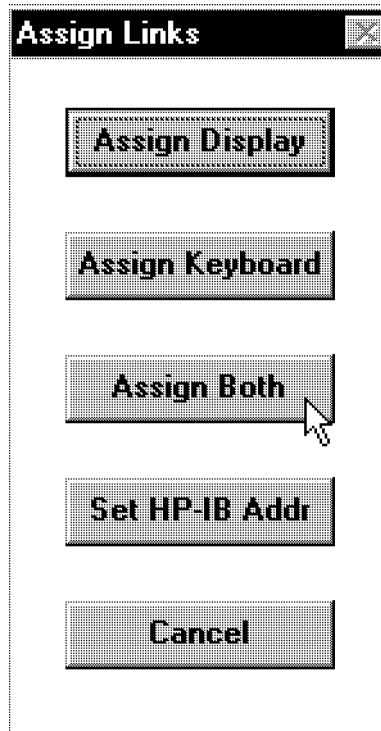 Assign Links
Assign Display
Assign Keyboard
Assign Both
Set HP-IB Addr
Cancel